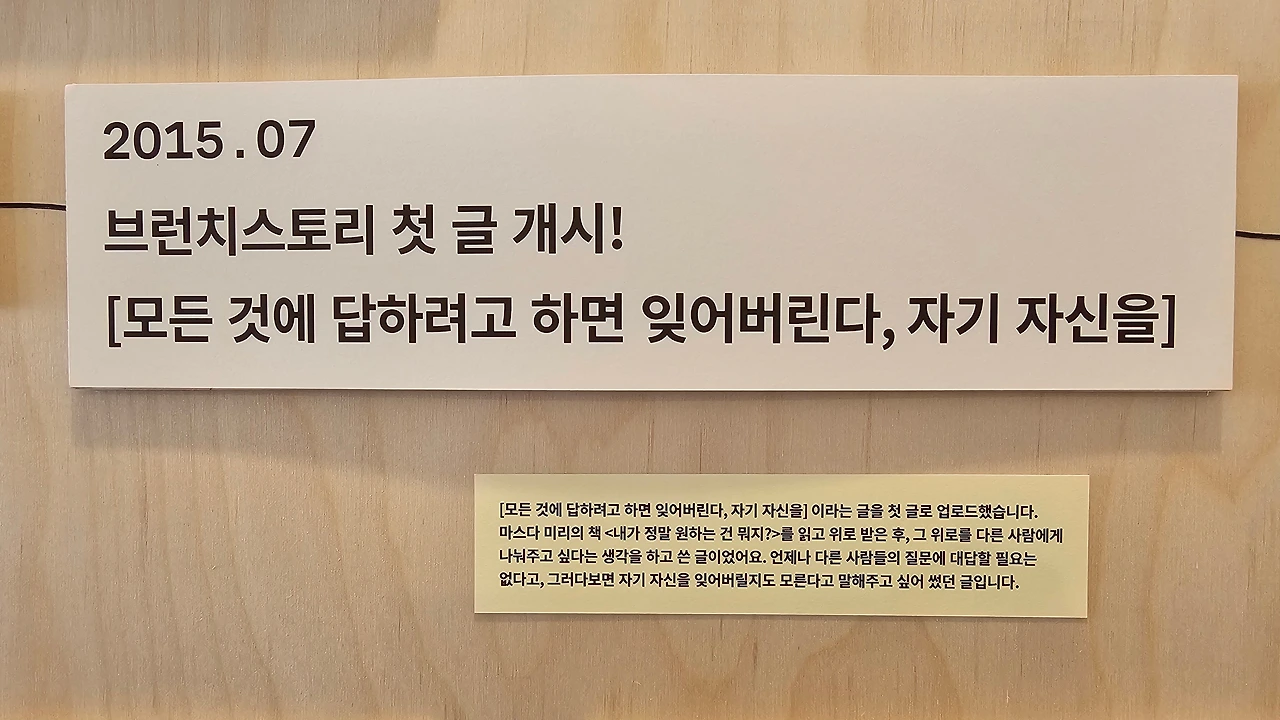 2015.07
브런치스토리 첫 글 개시!
[모든 것에 답하려고 하면 잊어버린다, 자기 자신을]
[모든 것에 답하려고 하면 잊어버린다, 자기 자신을] 이라는 글을 첫 글로 업로드했습니다.
마스다 미리의 책 <내가 정말 원하는 건 뭐지?>를 읽고 위로 받은 후, 그 위로를 다른 사람에게
나눠주고 싶다는 생각을 하고 쓴 글이었어요. 언제나 다른 사람들의 질문에 대답할 필요는
없다고, 그러다보면 자기 자신을 잊어버릴지도 모른다고 말해주고 싶어 썼던 글입니다.